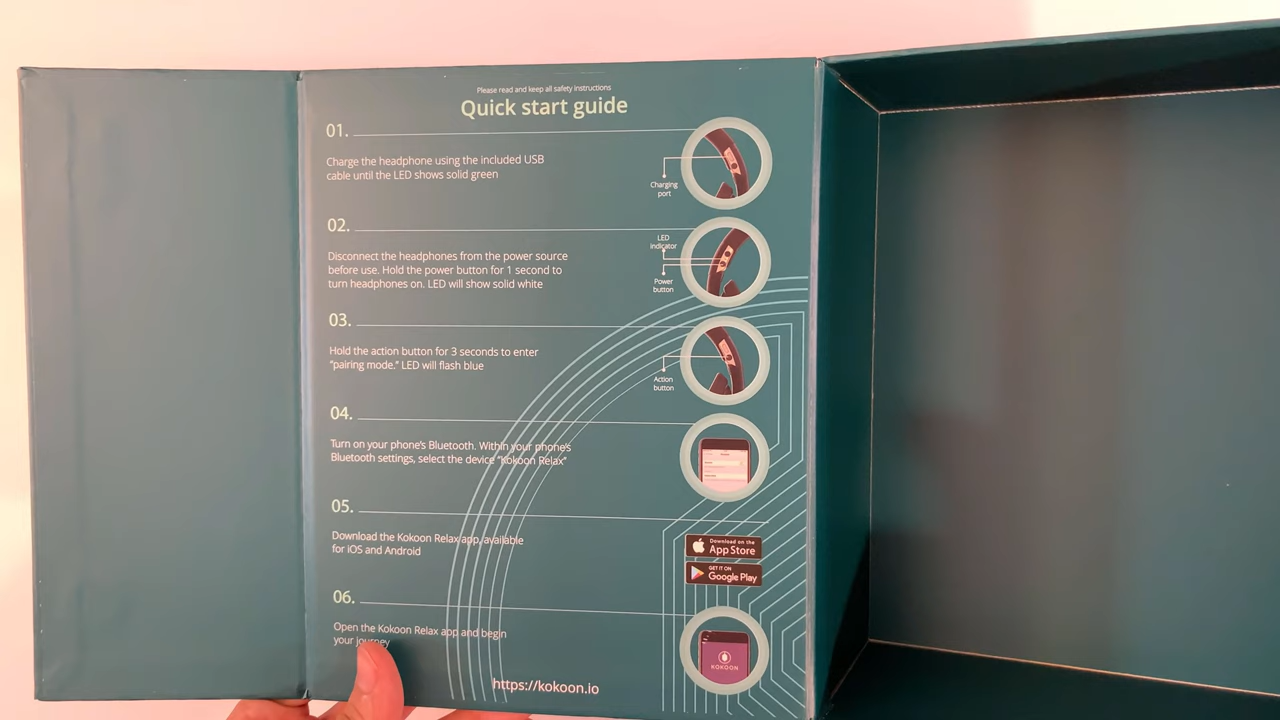 Please read and keep all safety instructions
Quick start guide
01.
Charge the headphone using the included USB
cable until the LED shows solid green
Charging
port
02.
Disconnect the headphones from the power source
before use. Hold the power button for 1 second to
turn headphones on. LED will show solid white
LED
indicator
Power
button
03.
Hold the action button for 3 seconds to enter
“pairing mode.” LED will flash blue
Action
button
04.
Turn on your phone’s Bluetooth. Within your phone’s
Bluetooth settings, select the device “Kokoon Relax”
05.
Download the Kokoon Relax app, available
for iOS and Android
Download on the
App Store
GET IT ON
Google Play
06.
Open the Kokoon Relax app and begin
your journey
KOKOON
https://kokoon.io